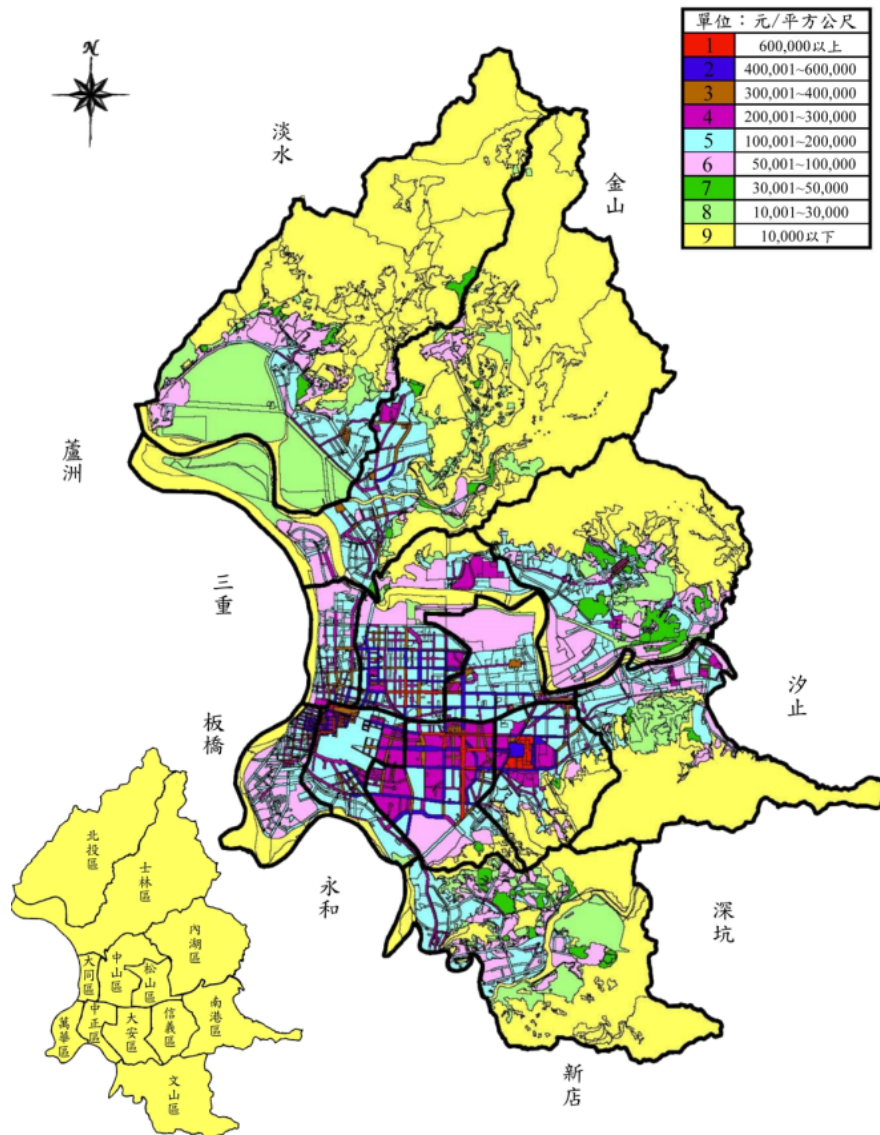 單位：元/平方公尺
1 600,000以上
2 400,001~600,000
3 300,001~400,000
4 200,001~300,000
5 100,001~200,000
6 50,001~100,000
7 30,001~50,000
8 10,001~30,000
9 10,000以下
N
淡水
金山
蘆洲
三重
汐止
板橋
永和
深坑
新店
北投區
士林區
內湖區
大同區
中山區
松山區
萬華區
中正區
大安區
信義區
南港區
文山區